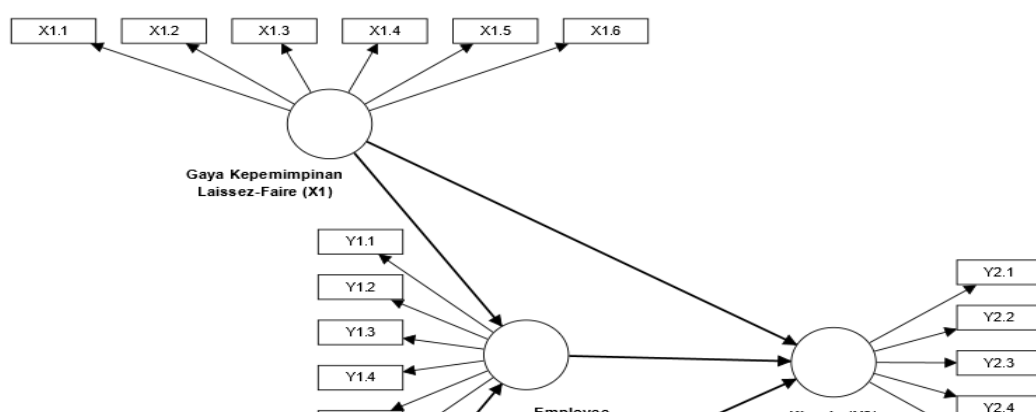 X1.1 X1.2 X1.3 X1.4 X1.5 X1.6
Gaya Kepemimpinan
Laissez-Faire (X1)
Y1.1
Y1.2
Y1.3
Y1.4
Y2.1
Y2.2
Y2.3
Y2.4
Employee